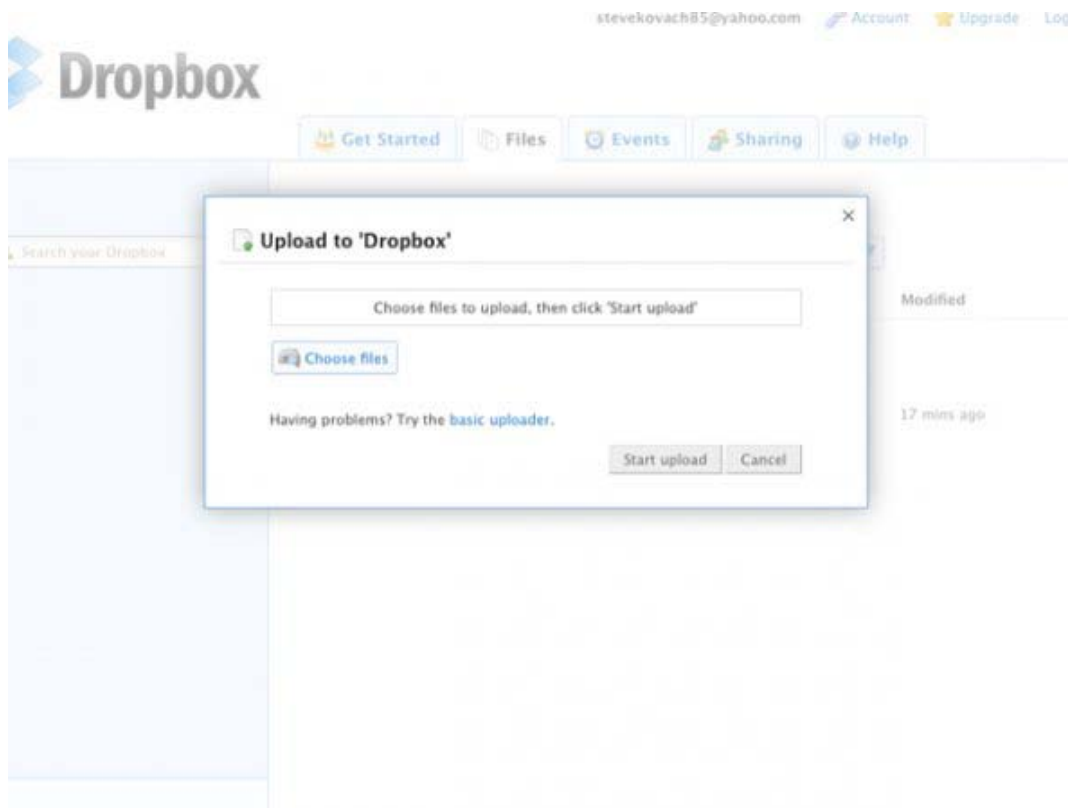 stevekovach85@yahoo.com Account Upgrade Log
Dropbox
Get Started Files Events Sharing Help
Search your Dropbox
Upload to 'Dropbox'
Modified
Choose files to upload, then click 'Start upload'
Choose files
17 mins ago
Having problems? Try the basic uploader.
Start upload Cancel